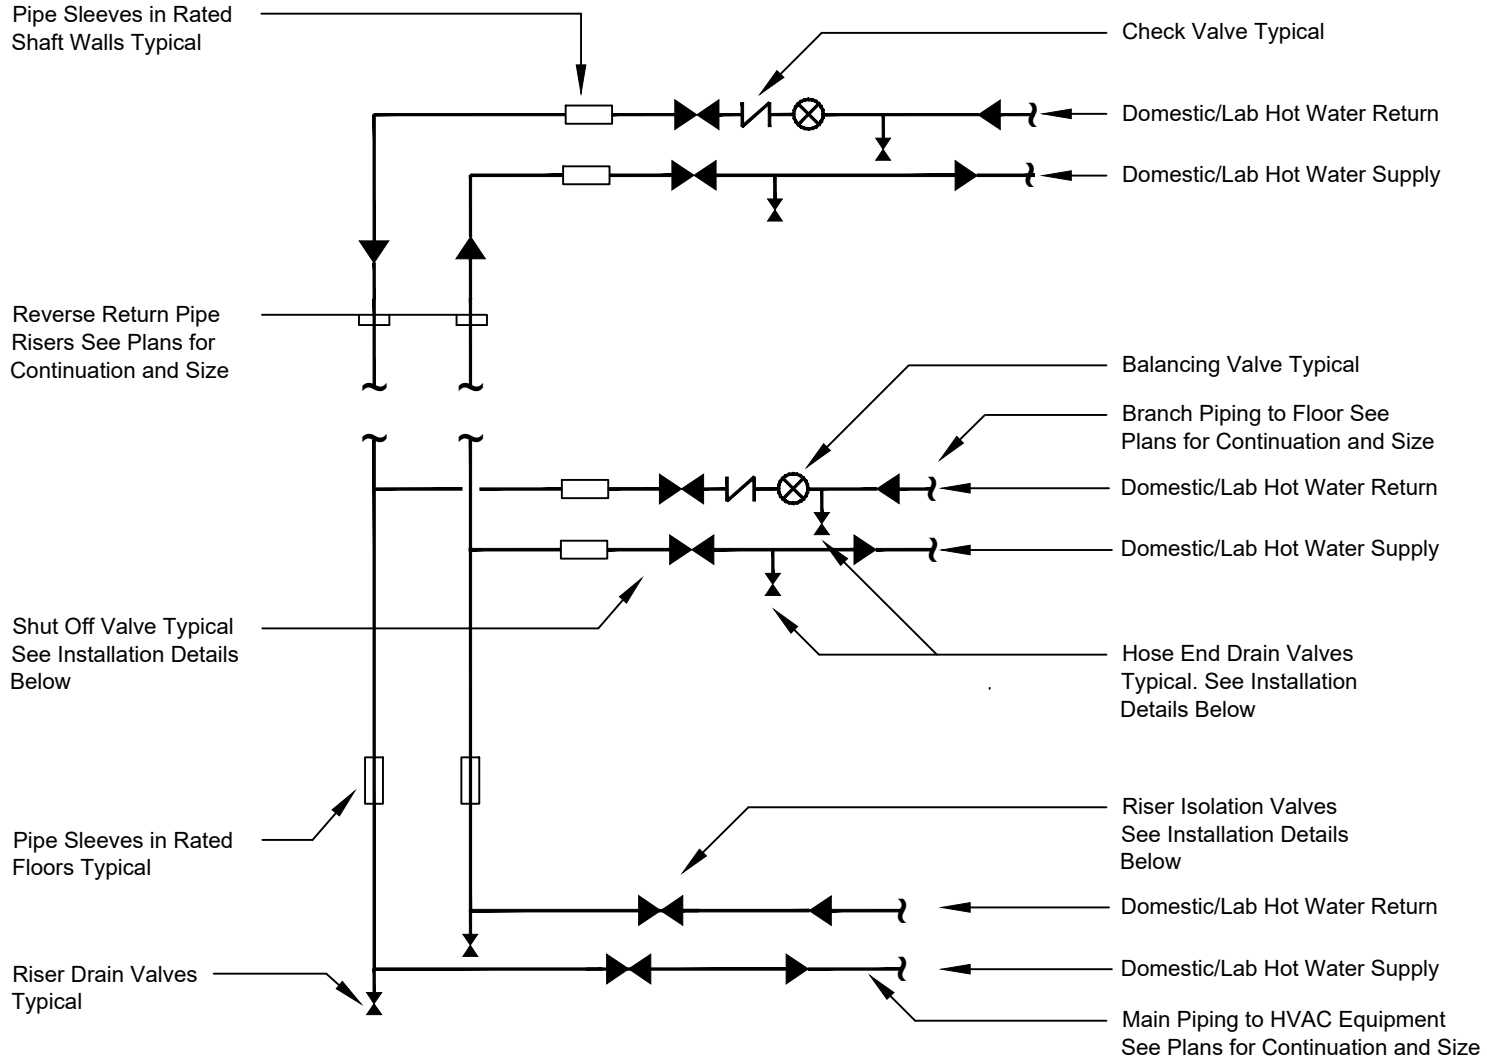 Pipe Sleeves in Rated
Shaft Walls Typical
Check Valve Typical
Domestic/Lab Hot Water Return
Domestic/Lab Hot Water Supply
Reverse Return Pipe
Risers See Plans for
Continuation and Size
Balancing Valve Typical
Branch Piping to Floor See
Plans for Continuation and Size
Domestic/Lab Hot Water Return
Domestic/Lab Hot Water Supply
Shut Off Valve Typical
See Installation Details
Below
Hose End Drain Valves
Typical. See Installation
Details Below
Pipe Sleeves in Rated
Floors Typical
Riser Isolation Valves
See Installation Details
Below
Domestic/Lab Hot Water Return
Domestic/Lab Hot Water Supply
Riser Drain Valves
Typical
Main Piping to HVAC Equipment
See Plans for Continuation and Size